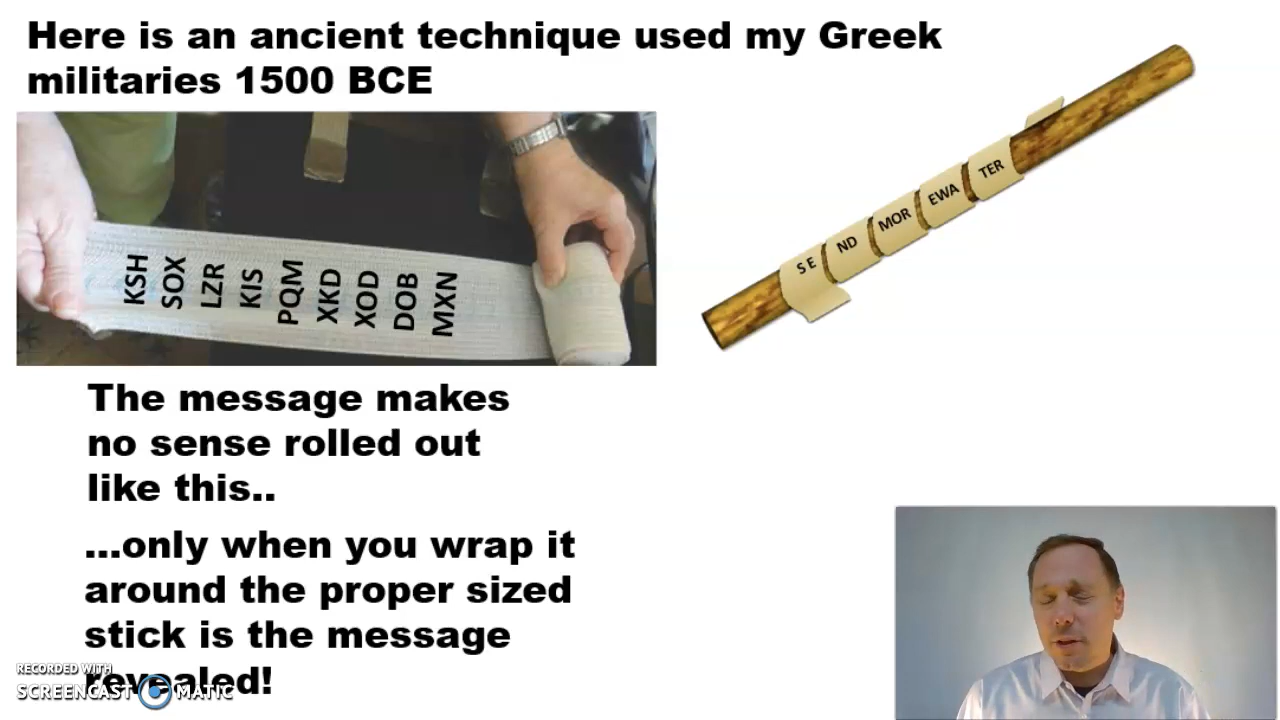 Here is an ancient technique used my Greek
militaries 1500 BCE
KSH
SOX
LZR
KIS
PQM
XKD
XOD
DOB
MXN
SE
ND
MOR
EWA
TER
The message makes
no sense rolled out
like this..
...only when you wrap it
around the proper sized
stick is the message
revealed!
RECORDED WITH
SCREENCAST MATIC